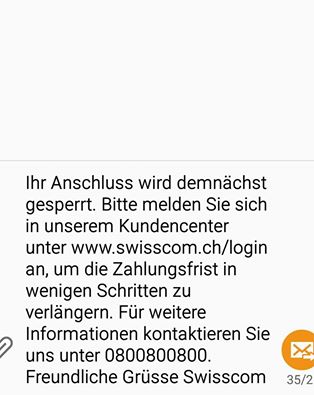 Ihr Anschluss wird demnächst
gesperrt. Bitte melden Sie sich
in unserem Kundencenter
unter www.swisscom.ch/login
an, um die Zahlungsfrist in
wenigen Schritten zu
verlängern. Für weitere
Informationen kontaktieren Sie
uns unter 0800800800.
Freundliche Grüsse Swisscom
35/2